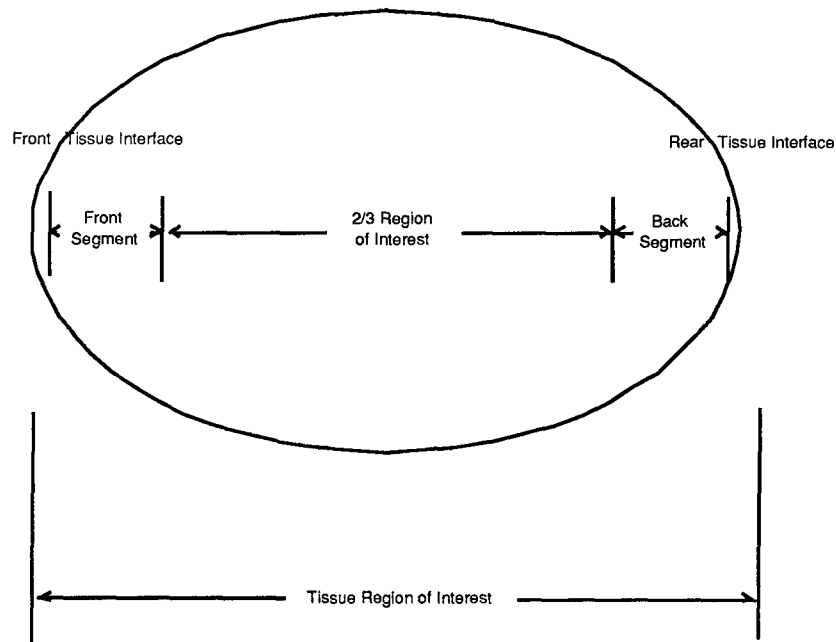 Front Tissue Interface
Rear Tissue Interface
Front
Segment
2/3 Region
of Interest
Back
Segment
Tissue Region of Interest